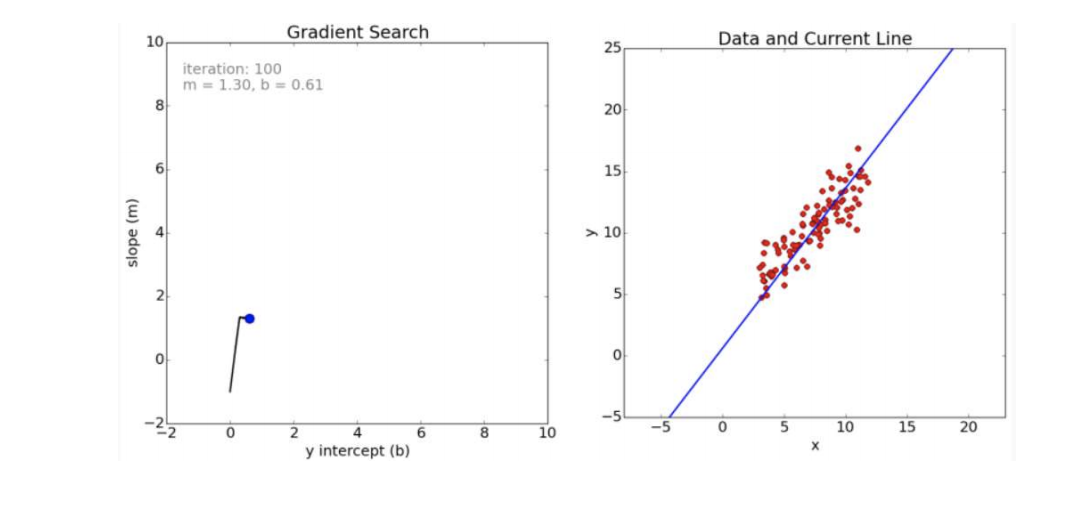 Gradient Search
iteration: 100
m = 1.30, b = 0.61
10
8
6
4
2
0
−2
slope (m)
−2 0 2 4 6 8 10
y intercept (b)
Data and Current Line
25
20
15
10
5
0
−5
y
−5 0 5 10 15 20
x